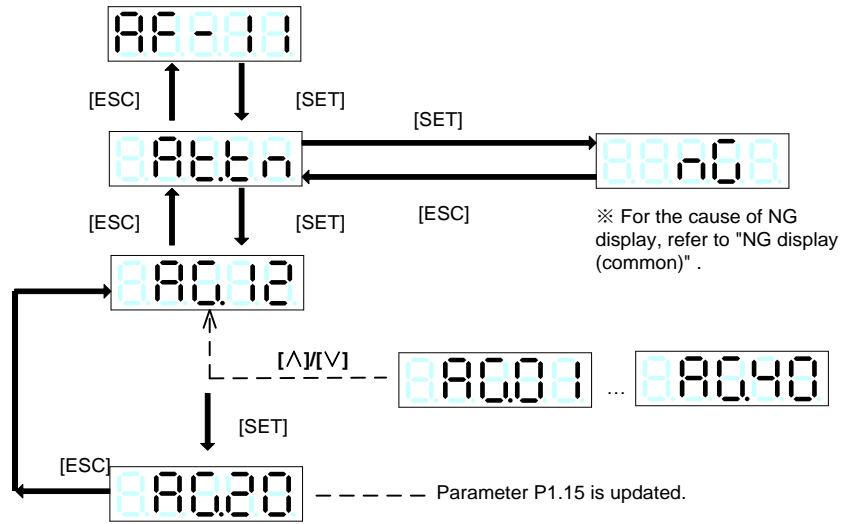 AF-11
[ESC]
[SET]
[SET]
At.tn
nG
[ESC]
[ESC]
[SET]
※ For the cause of NG
display, refer to "NG display
(common)" .
AG.12
[∧]/[∨]
AG.01
...
AG.40
[SET]
[ESC]
AG.20
Parameter P1.15 is updated.